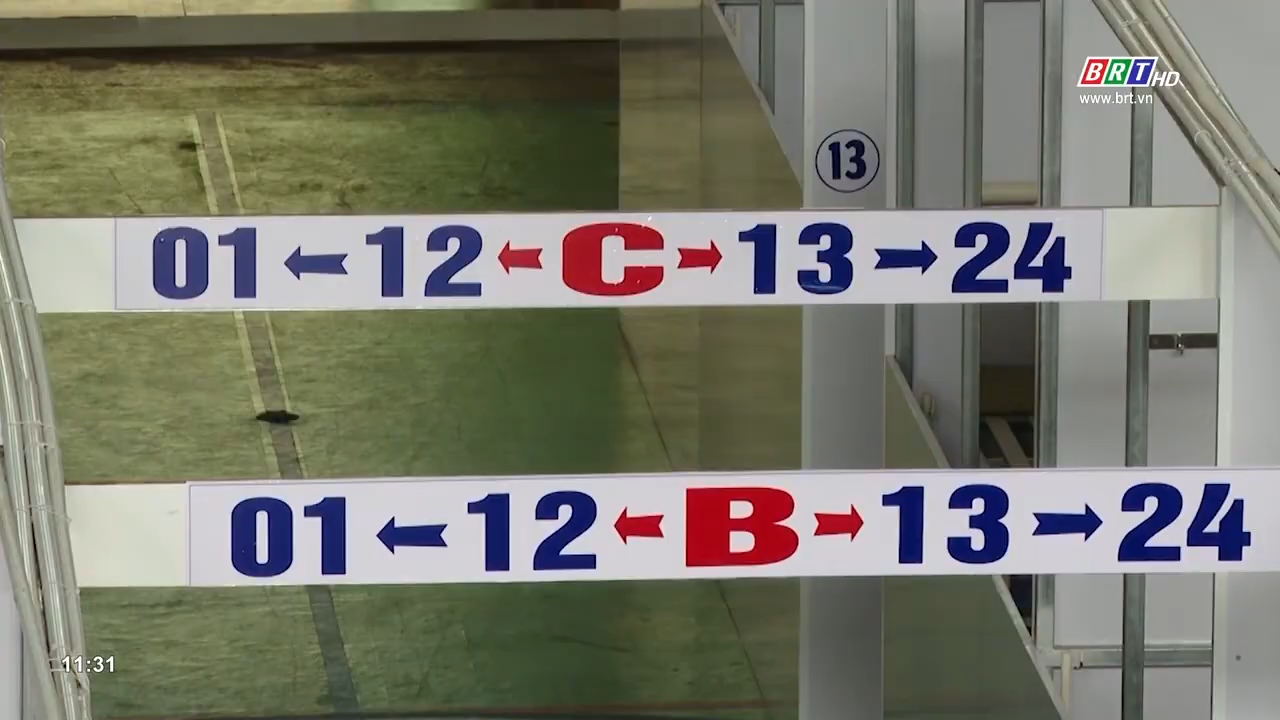 BRT HD
www.brt.vn
13
01 ← 12 ← C → 13 → 24
01 ← 12 ← B → 13 → 24
11:31